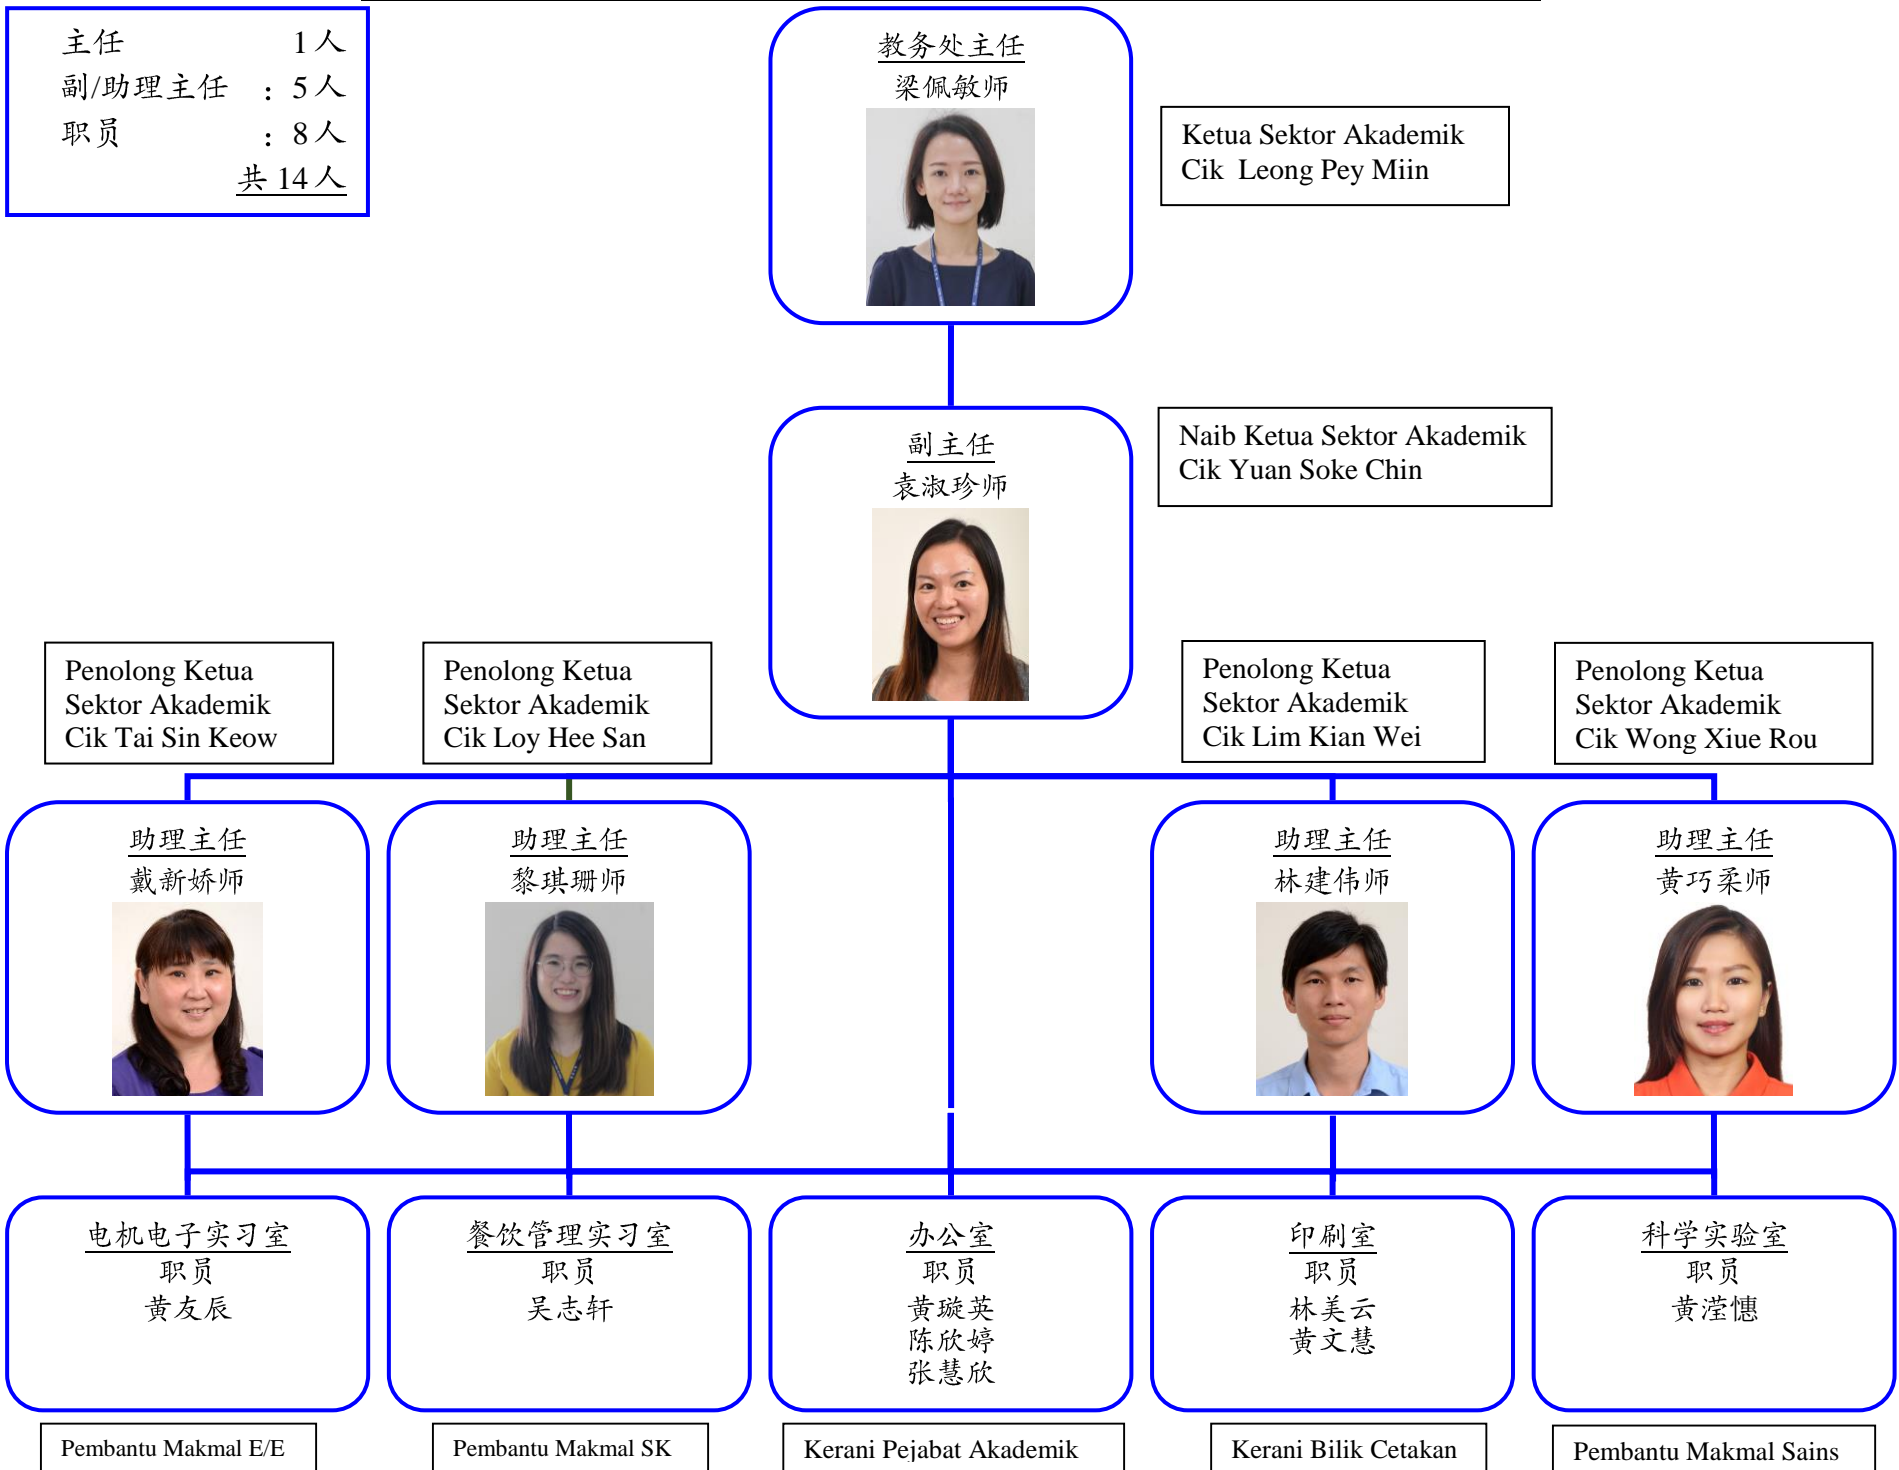 主任 1人
副/助理主任 : 5人
职员 : 8人
共 14人
教务处主任
梁佩敏师
Ketua Sektor Akademik
Cik Leong Pey Miin
副主任
袁淑珍师
Naib Ketua Sektor Akademik
Cik Yuan Soke Chin
Penolong Ketua
Sektor Akademik
Cik Tai Sin Keow
Penolong Ketua
Sektor Akademik
Cik Loy Hee San
Penolong Ketua
Sektor Akademik
Cik Lim Kian Wei
Penolong Ketua
Sektor Akademik
Cik Wong Xiue Rou
助理主任
戴新娇师
助理主任
黎琪珊师
助理主任
林建伟师
助理主任
黄巧柔师
电机电子实习室
职员
黄友辰
餐饮管理实习室
职员
吴志轩
办公室
职员
黄璇英
陈欣婷
张慧欣
印刷室
职员
林美云
黄文慧
科学实验室
职员
黄滢憓
Pembantu Makmal E/E
Pembantu Makmal SK
Kerani Pejabat Akademik
Kerani Bilik Cetakan
Pembantu Makmal Sains